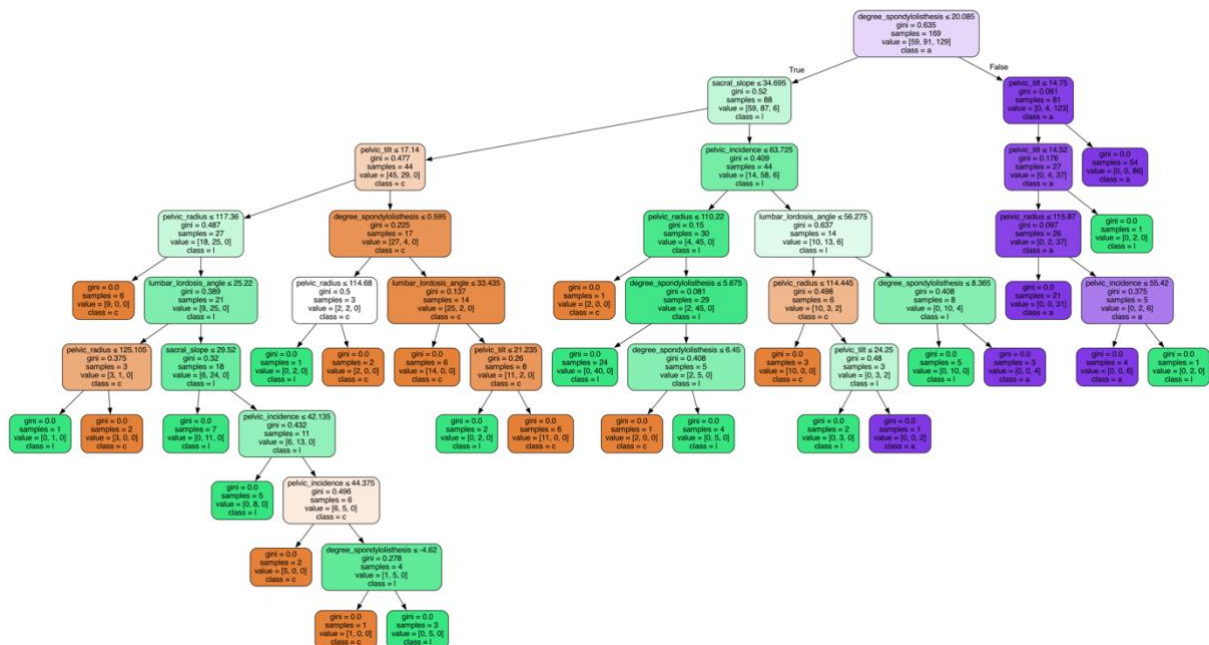 degree_spondylolisthesis ≤ 20.085
gini = 0.635
samples = 169
value = [59, 91, 129]
class = a
True
False
sacral_slope ≤ 34.695
gini = 0.52
samples = 88
value = [59, 87, 6]
class = l
pelvic_tilt ≤ 14.75
gini = 0.061
samples = 81
value = [0, 4, 123]
class = a
pelvic_tilt ≤ 17.14
gini = 0.477
samples = 44
value = [45, 29, 0]
class = c
pelvic_incidence ≤ 63.725
gini = 0.409
samples = 44
value = [14, 58, 6]
class = l
pelvic_tilt ≤ 14.52
gini = 0.176
samples = 27
value = [0, 4, 37]
class = a
gini = 0.0
samples = 54
value = [0, 0, 86]
class = a
pelvic_radius ≤ 117.36
gini = 0.487
samples = 27
value = [18, 25, 0]
class = l
degree_spondylolisthesis ≤ 0.595
gini = 0.225
samples = 17
value = [27, 4, 0]
class = c
pelvic_radius ≤ 110.22
gini = 0.15
samples = 30
value = [4, 45, 0]
class = l
lumbar_lordosis_angle ≤ 56.275
gini = 0.637
samples = 14
value = [10, 13, 6]
class = l
pelvic_radius ≤ 115.87
gini = 0.097
samples = 26
value = [0, 2, 37]
class = a
gini = 0.0
samples = 1
value = [0, 2, 0]
class = l
gini = 0.0
samples = 6
value = [9, 0, 0]
class = c
lumbar_lordosis_angle ≤ 25.22
gini = 0.389
samples = 21
value = [9, 25, 0]
class = l
pelvic_radius ≤ 114.68
gini = 0.5
samples = 3
value = [2, 2, 0]
class = c
lumbar_lordosis_angle ≤ 33.435
gini = 0.137
samples = 14
value = [25, 2, 0]
class = c
gini = 0.0
samples = 1
value = [2, 0, 0]
class = c
degree_spondylolisthesis ≤ 5.675
gini = 0.081
samples = 29
value = [2, 45, 0]
class = l
pelvic_radius ≤ 114.445
gini = 0.498
samples = 6
value = [10, 3, 2]
class = c
degree_spondylolisthesis ≤ 8.365
gini = 0.408
samples = 8
value = [0, 10, 4]
class = l
gini = 0.0
samples = 21
value = [0, 0, 31]
class = a
pelvic_incidence ≤ 55.42
gini = 0.375
samples = 5
value = [0, 2, 6]
class = a
pelvic_radius ≤ 125.105
gini = 0.375
samples = 3
value = [3, 1, 0]
class = c
sacral_slope ≤ 29.52
gini = 0.32
samples = 18
value = [6, 24, 0]
class = l
gini = 0.0
samples = 1
value = [0, 2, 0]
class = l
gini = 0.0
samples = 2
value = [2, 0, 0]
class = c
gini = 0.0
samples = 6
value = [14, 0, 0]
class = c
pelvic_tilt ≤ 21.235
gini = 0.26
samples = 8
value = [11, 2, 0]
class = c
gini = 0.0
samples = 24
value = [0, 40, 0]
class = l
degree_spondylolisthesis ≤ 6.45
gini = 0.408
samples = 5
value = [2, 5, 0]
class = l
gini = 0.0
samples = 3
value = [10, 0, 0]
class = c
pelvic_tilt ≤ 24.25
gini = 0.48
samples = 3
value = [0, 3, 2]
class = l
gini = 0.0
samples = 5
value = [0, 10, 0]
class = l
gini = 0.0
samples = 3
value = [0, 0, 4]
class = a
gini = 0.0
samples = 4
value = [0, 0, 6]
class = a
gini = 0.0
samples = 1
value = [0, 2, 0]
class = l
gini = 0.0
samples = 1
value = [0, 1, 0]
class = l
gini = 0.0
samples = 2
value = [3, 0, 0]
class = c
gini = 0.0
samples = 7
value = [0, 11, 0]
class = l
pelvic_incidence ≤ 42.135
gini = 0.432
samples = 11
value = [6, 13, 0]
class = l
gini = 0.0
samples = 2
value = [0, 2, 0]
class = l
gini = 0.0
samples = 6
value = [11, 0, 0]
class = c
gini = 0.0
samples = 1
value = [2, 0, 0]
class = c
gini = 0.0
samples = 4
value = [0, 5, 0]
class = l
gini = 0.0
samples = 2
value = [0, 3, 0]
class = l
gini = 0.0
samples = 1
value = [0, 0, 2]
class = a
gini = 0.0
samples = 5
value = [0, 8, 0]
class = l
pelvic_incidence ≤ 44.375
gini = 0.496
samples = 6
value = [6, 5, 0]
class = c
gini = 0.0
samples = 2
value = [5, 0, 0]
class = c
degree_spondylolisthesis ≤ -4.62
gini = 0.278
samples = 4
value = [1, 5, 0]
class = l
gini = 0.0
samples = 1
value = [1, 0, 0]
class = c
gini = 0.0
samples = 3
value = [0, 5, 0]
class = l